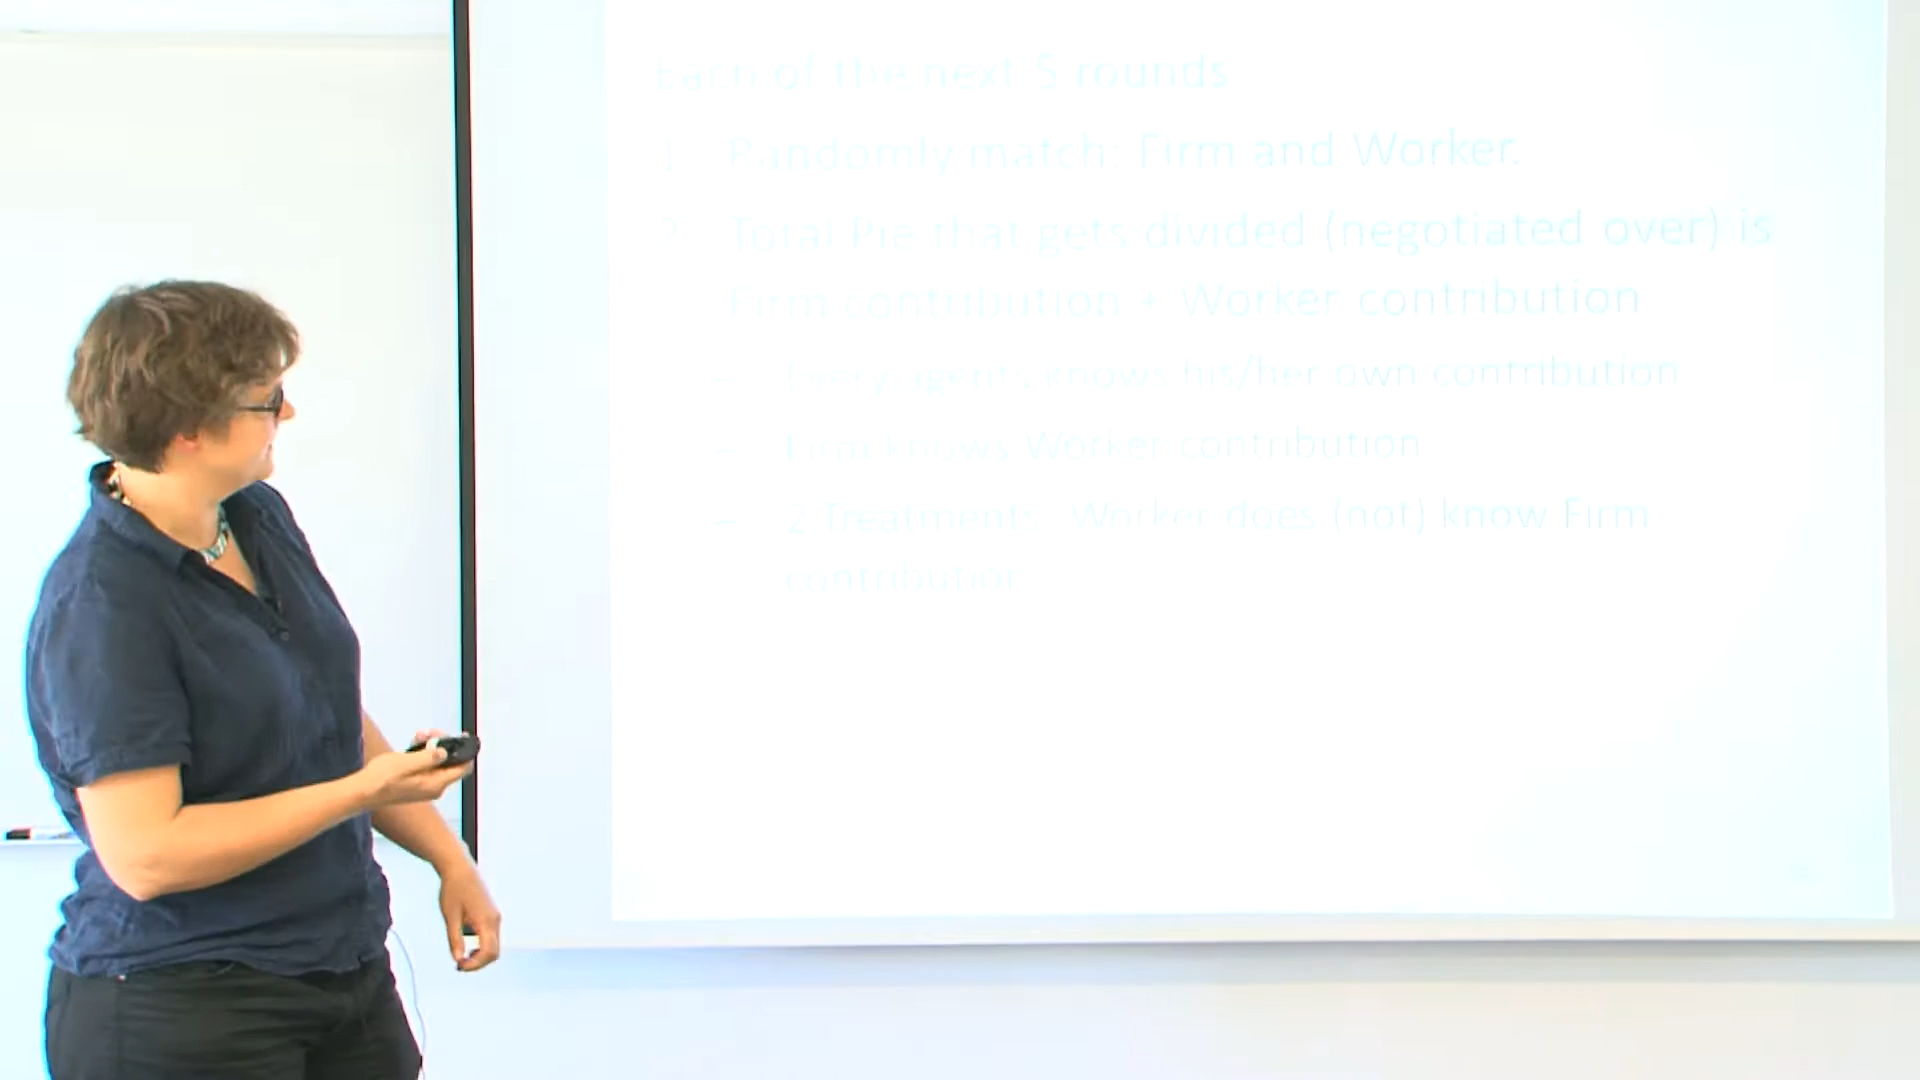 Each of the next 5 rounds
1 Randomly match: Firm and Worker.
2 Total Pie that gets divided (negotiated over) is
Firm contribution + Worker contribution
- Every agents knows his/her own contribution
– Firm knows Worker contribution
– 2 Treatments: Worker does (not) know Firm
contribution